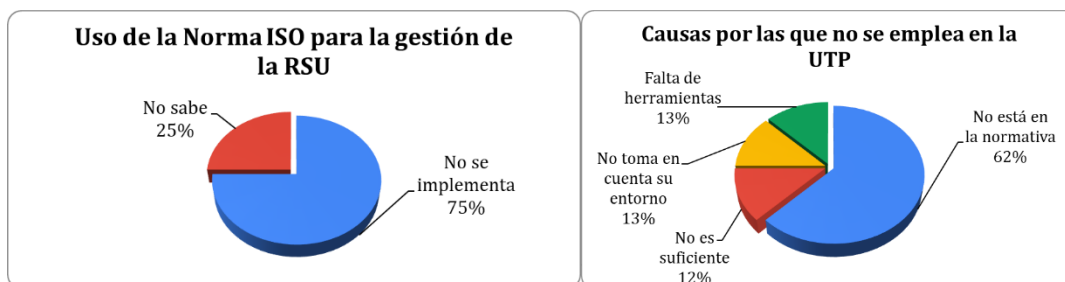 Uso de la Norma ISO para la gestión de
la RSU
No sabe
25%
No se
implementa
75%
Causas por las que no se emplea en la
UTP
Falta de
herramientas
13%
No está en
la normativa
62%
No toma en
cuenta su
entorno
13%
No es
suficiente
12%